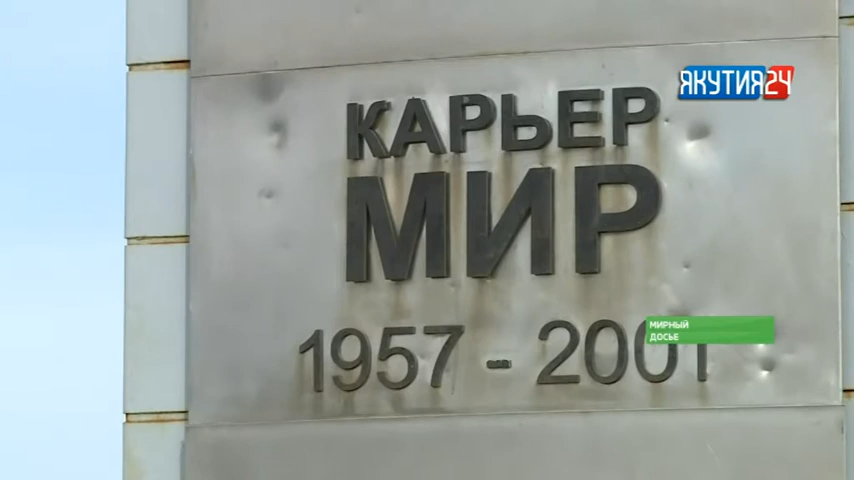 ЯКУТИЯ24
КАРЬЕР
МИР
1957 - 2001
МИРНЫЙ
ДОСЬЕ